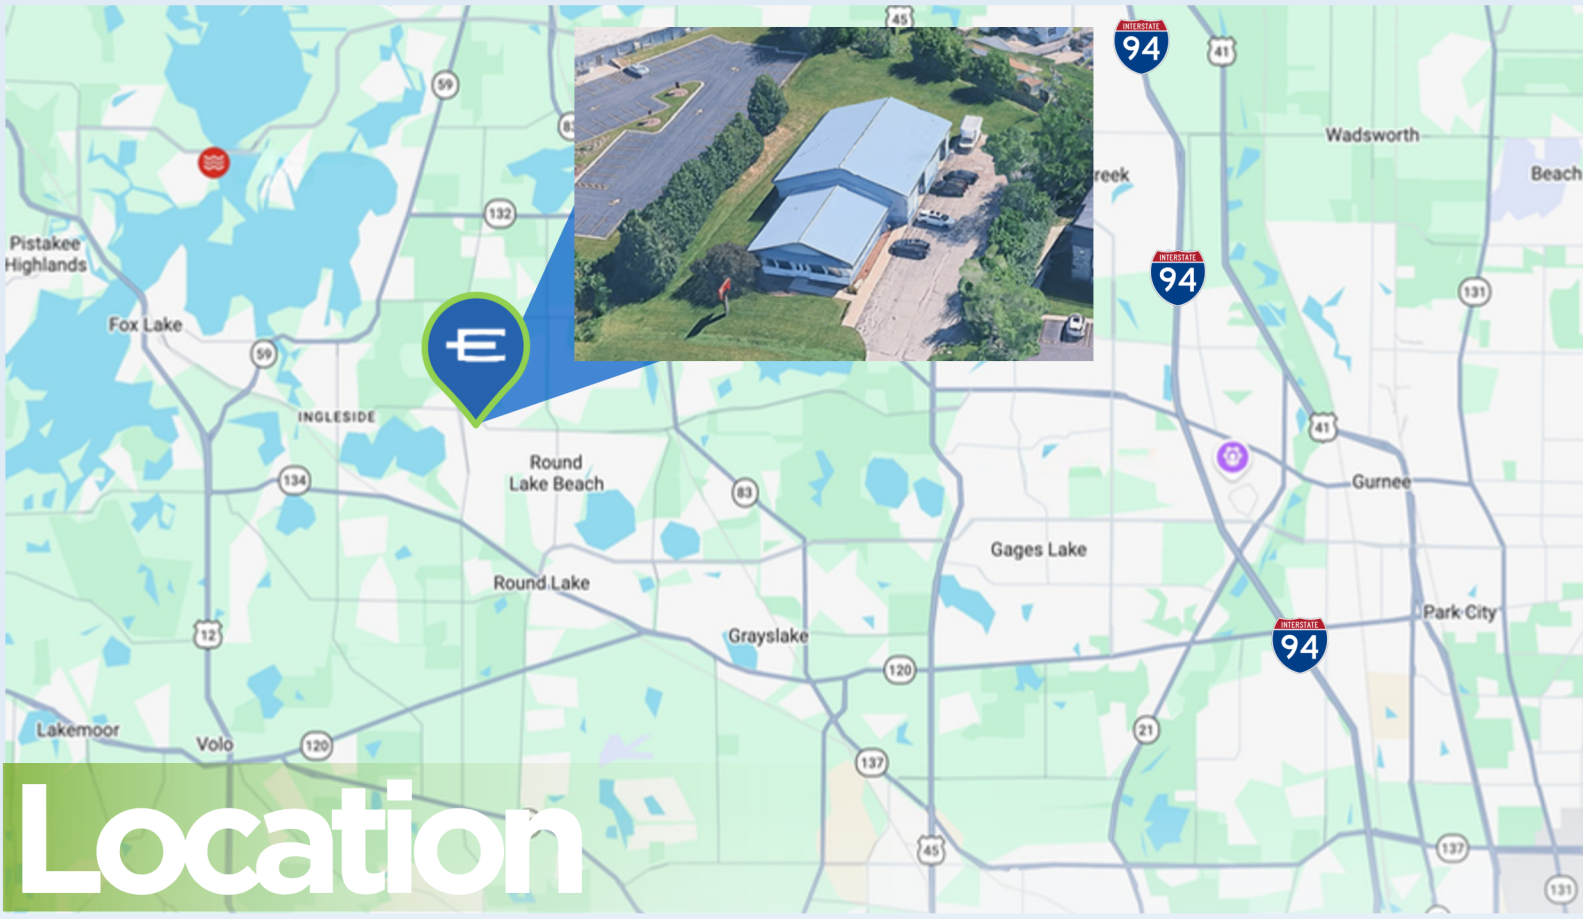 45
INTERSTATE
94
41
59
Wadsworth
83
reek
Beach
132
Pistakee
Highlands
INTERSTATE
94
131
Fox Lake
59
E
INGLESIDE
41
Round
Lake Beach
134
83
Gurnee
Gages Lake
Round Lake
Park City
12
Grayslake
INTERSTATE
94
120
Lakemoor
Volo
120
21
137
Location
45
137
131